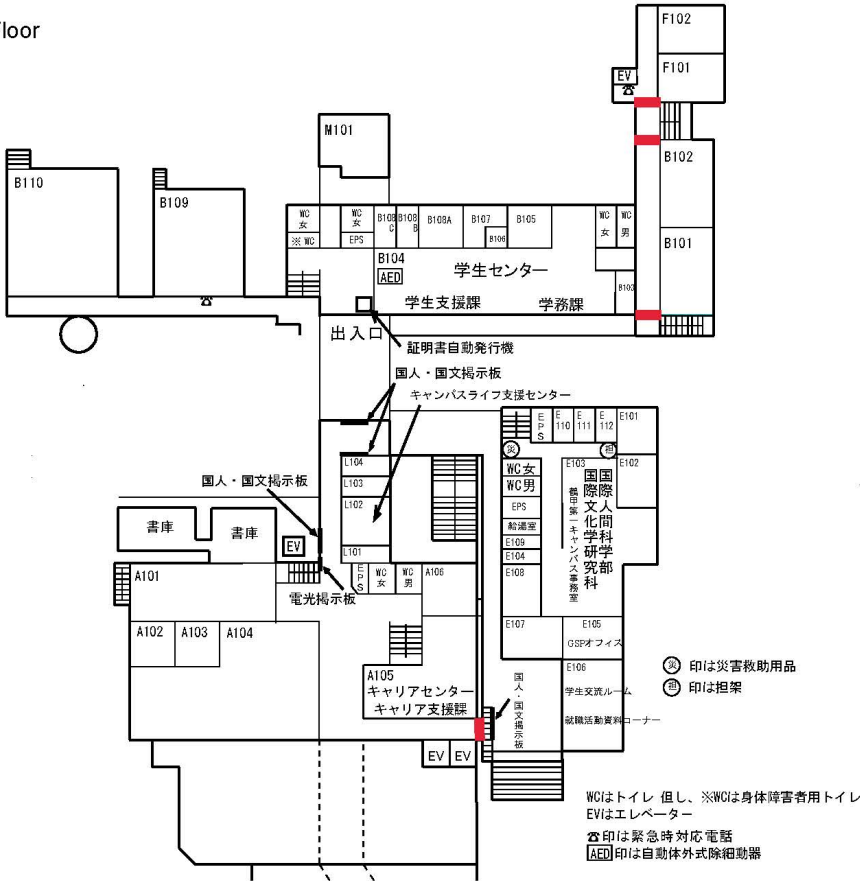 loor
F102
F101
EV
☎
M101
B102
B110
B109
WC
女
WC
女
B108
C
B108
B
B108A
B107
B105
WC
女
WC
男
※WC
EPS
B106
B101
B104
AED
学生センター
B103
☎
学生支援課
学務課
出入口
証明書自動発行機
国人・国文掲示板
キャンパスライフ支援センター
E
P
S
E
110
E
111
E
112
E101
災
担
L104
WC女
E103
E102
国人・国文掲示板
L103
WC男
国際人間科学部
国際文化学研究科
鶴甲第一キャンパス事務室
L102
EPS
書庫
書庫
給湯室
EV
E109
L101
E104
A101
E
P
S
WC
女
WC
男
A106
E108
電光掲示板
E107
E105
A102
A103
A104
GSPオフィス
E106
災 印は災害救助用品
A105
国人・国文掲示板
学生交流ルーム
担 印は担架
キャリアセンター
キャリア支援課
就職活動資料コーナー
EV
EV
WCはトイレ 但し、※WCは身体障害者用トイレ
EVはエレベーター
☎印は緊急時対応電話
AED印は自動体外式除細動器